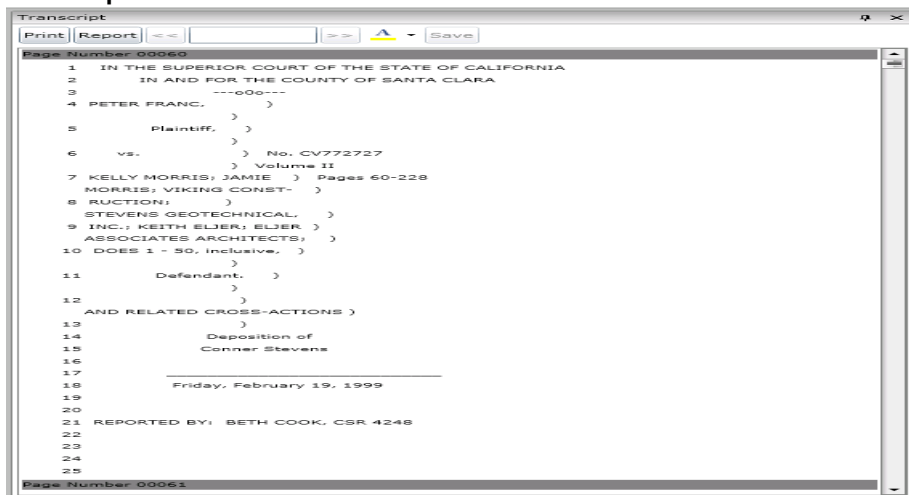 Transcript
Print Report << >> A Save
Page Number 00060
1 IN THE SUPERIOR COURT OF THE STATE OF CALIFORNIA
2 IN AND FOR THE COUNTY OF SANTA CLARA
3 ---o0o---
4 PETER FRANC, )
)
5 Plaintiff, )
)
6 vs. ) No. CV772727
) Volume II
7 KELLY MORRIS; JAMIE ) Pages 60-228
MORRIS; VIKING CONST- )
8 RUCTION; )
STEVENS GEOTECHNICAL, )
9 INC.; KEITH ELJER; ELJER )
ASSOCIATES ARCHITECTS; )
10 DOES 1 - 50, inclusive, )
)
11 Defendant. )
)
12 )
AND RELATED CROSS-ACTIONS )
13 )
14 Deposition of
15 Conner Stevens
16
17 ______________________________
18 Friday, February 19, 1999
19
20
21 REPORTED BY: BETH COOK, CSR 4248
22
23
24
25
Page Number 00061